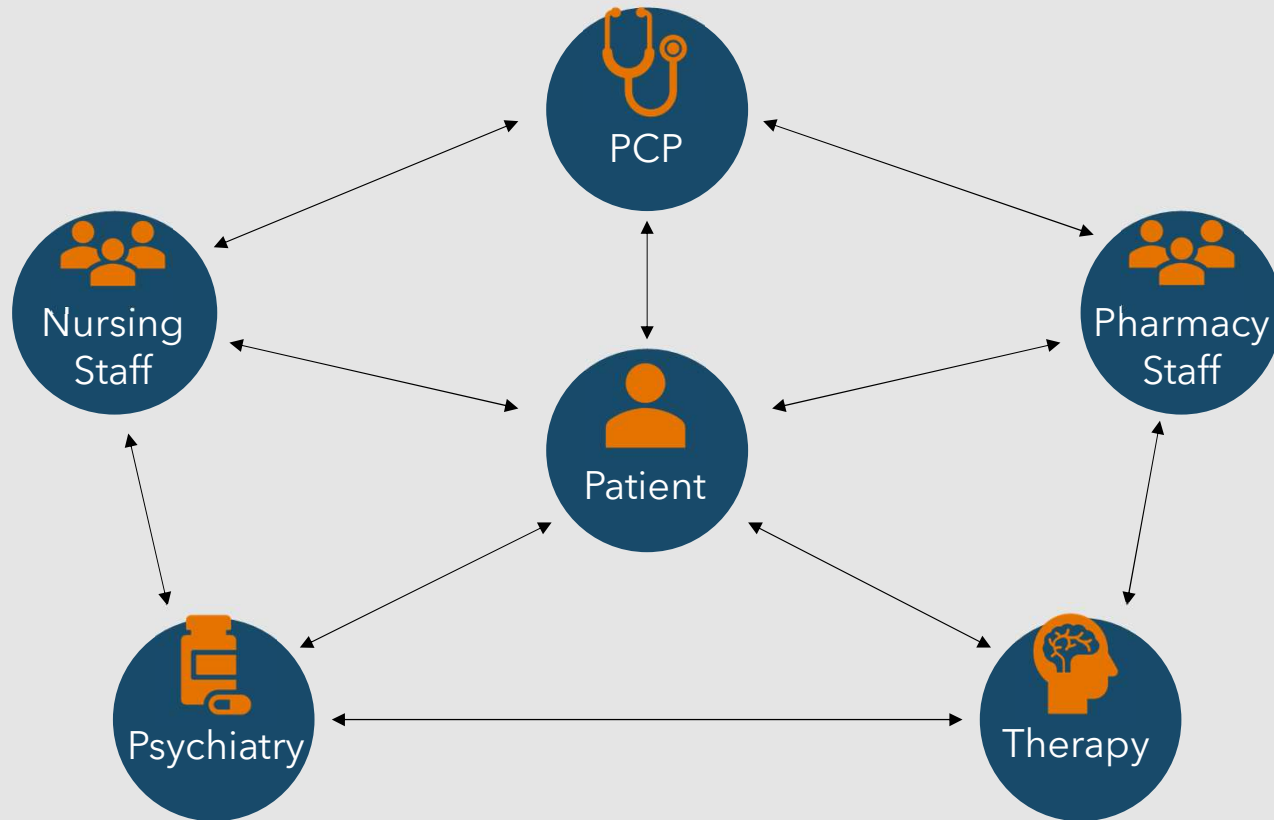 PCP
Nursing
Staff
Pharmacy
Staff
Patient
Psychiatry
Therapy